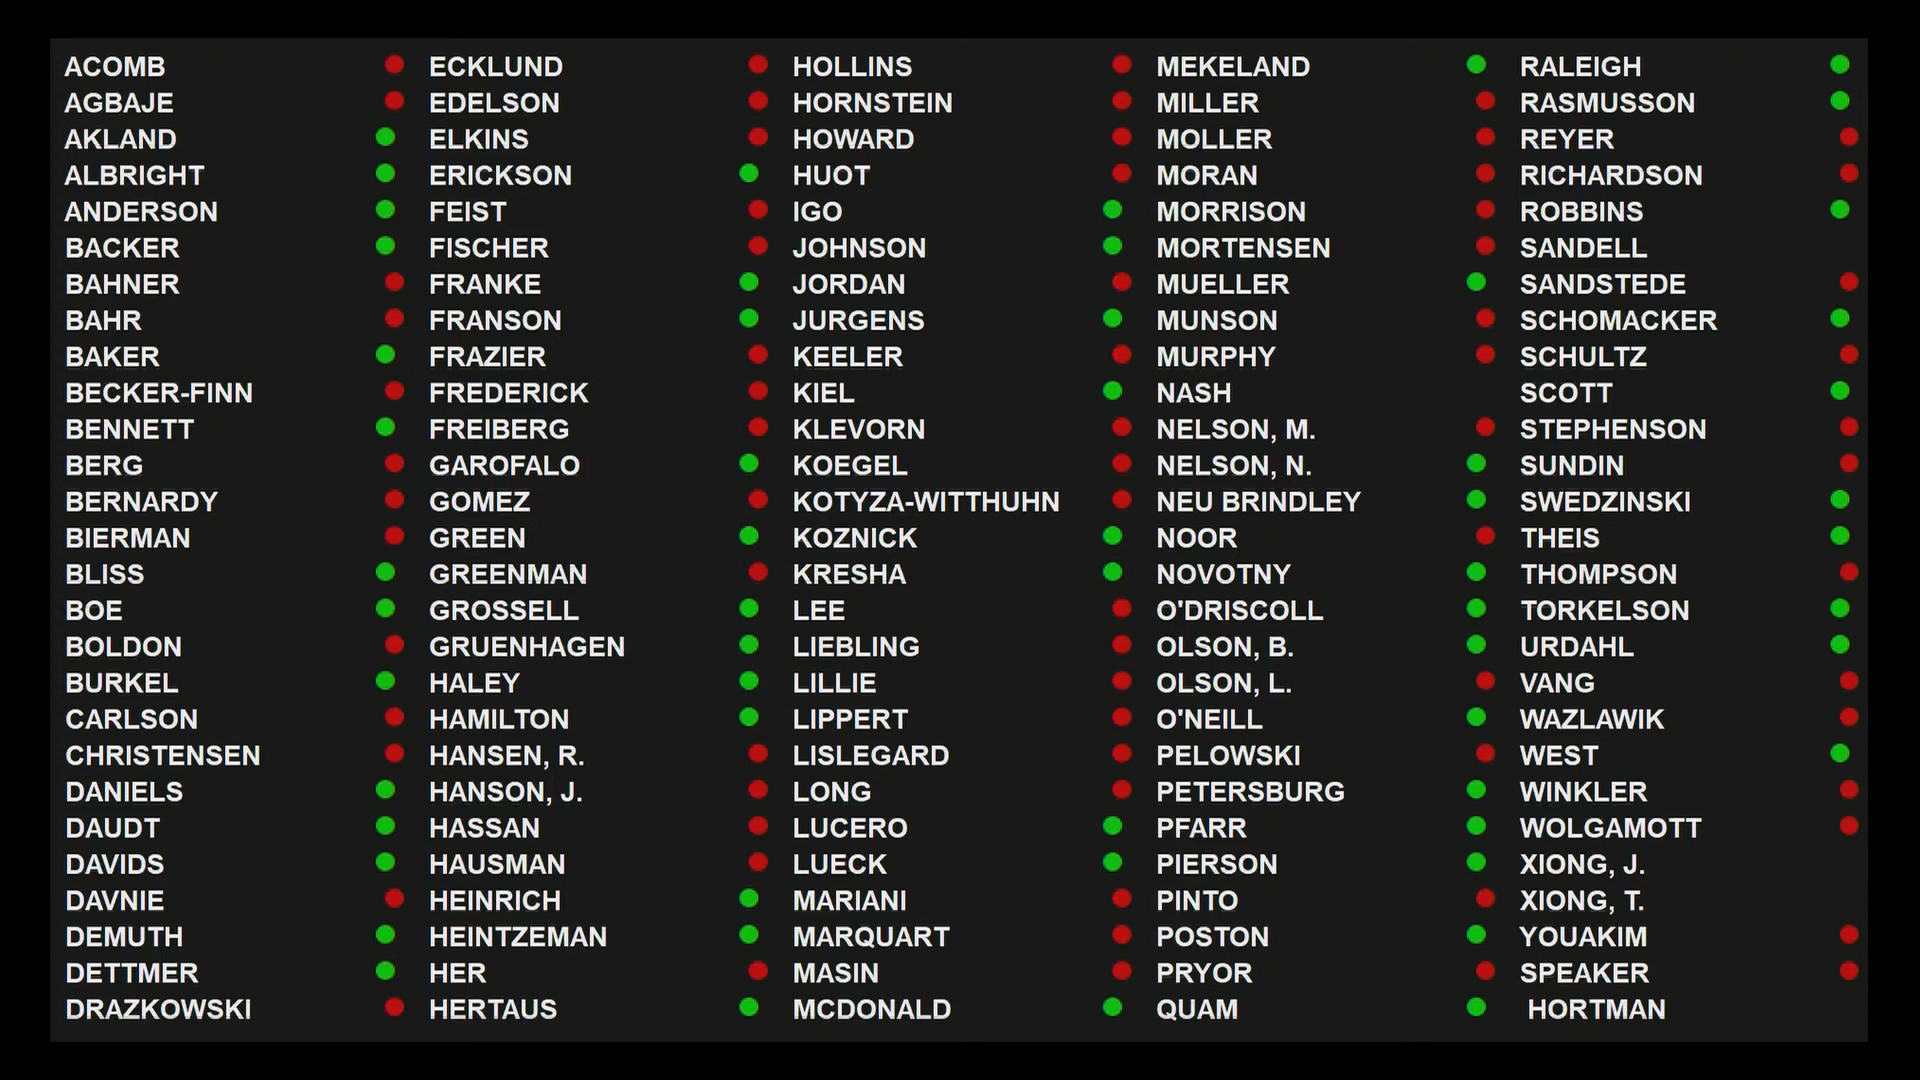 ACOMB
AGBAJE
AKLAND
ALBRIGHT
ANDERSON
BACKER
BAHNER
BAHR
BAKER
BECKER-FINN
BENNETT
BERG
BERNARDY
BIERMAN
BLISS
BOE
BOLDON
BURKEL
CARLSON
CHRISTENSEN
DANIELS
DAUDT
DAVIDS
DAVNIE
DEMUTH
DETTMER
DRAZKOWSKI
ECKLUND
EDELSON
ELKINS
ERICKSON
FEIST
FISCHER
FRANKE
FRANSON
FRAZIER
FREDERICK
FREIBERG
GAROFALO
GOMEZ
GREEN
GREENMAN
GROSSELL
GRUENHAGEN
HALEY
HAMILTON
HANSEN, R.
HANSON, J.
HASSAN
HAUSMAN
HEINRICH
HEINTZEMAN
HER
HERTAUS
HOLLINS
HORNSTEIN
HOWARD
HUOT
IGO
JOHNSON
JORDAN
JURGENS
KEELER
KIEL
KLEVORN
KOEGEL
KOTYZA-WITTHUHN
KOZNICK
KRESHA
LEE
LIEBLING
LILLIE
LIPPERT
LISLEGARD
LONG
LUCERO
LUECK
MARIANI
MARQUART
MASIN
MCDONALD
MEKELAND
MILLER
MOLLER
MORAN
MORRISON
MORTENSEN
MUELLER
MUNSON
MURPHY
NASH
NELSON, M.
NELSON, N.
NEU BRINDLEY
NOOR
NOVOTNY
O'DRISCOLL
OLSON, B.
OLSON, L.
O'NEILL
PELOWSKI
PETERSBURG
PFARR
PIERSON
PINTO
POSTON
PRYOR
QUAM
RALEIGH
RASMUSSON
REYER
RICHARDSON
ROBBINS
SANDELL
SANDSTEDE
SCHOMACKER
SCHULTZ
SCOTT
STEPHENSON
SUNDIN
SWEDZINSKI
THEIS
THOMPSON
TORKELSON
URDAHL
VANG
WAZLAWIK
WEST
WINKLER
WOLGAMOTT
XIONG, J.
XIONG, T.
YOUAKIM
SPEAKER
HORTMAN